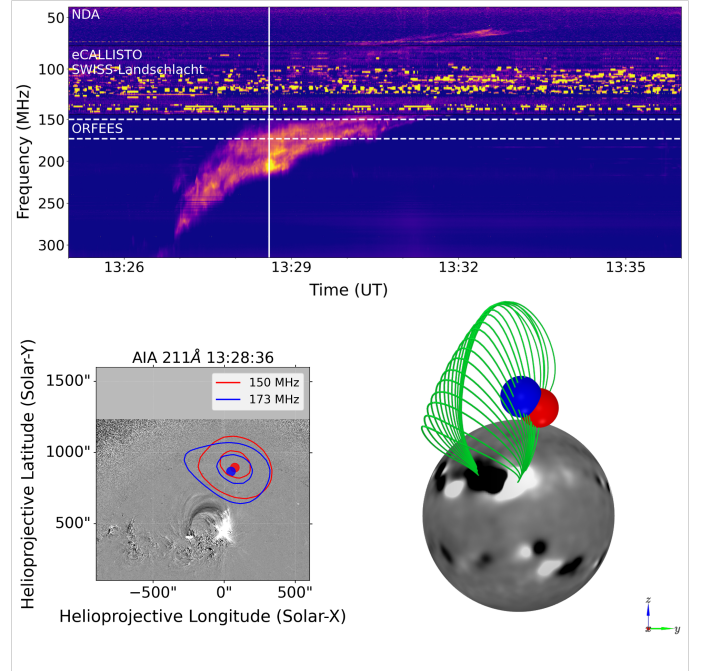 NDA
eCALLISTO
SWISS-Landschlacht
ORFEES
50
100
150
200
250
300
Frequency (MHz)
13:26
13:29
13:32
13:35
Time (UT)
AIA 211Å 13:28:36
150 MHz
173 MHz
1500"
1000"
500"
Helioprojective Latitude (Solar-Y)
−500"
0"
500"
Helioprojective Longitude (Solar-X)
z
x
y